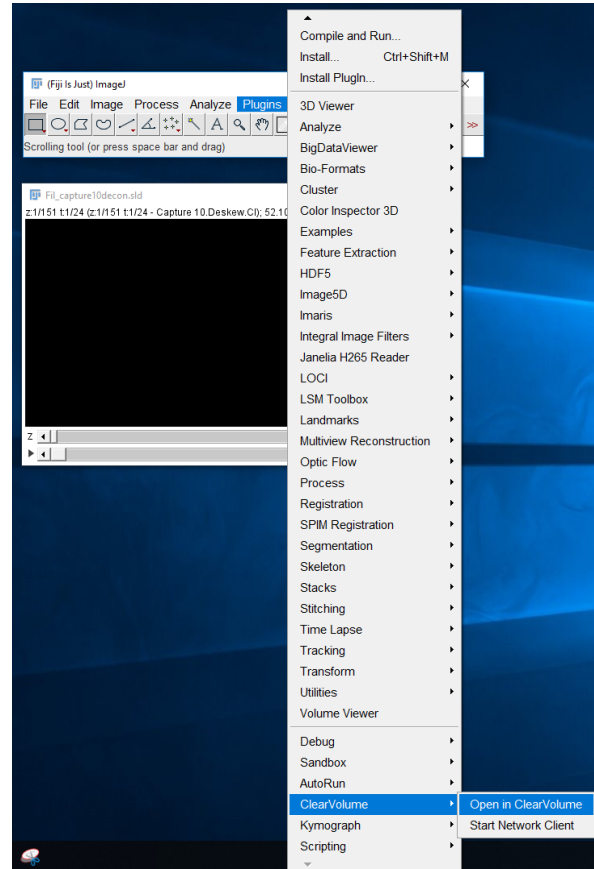 (Fiji Is Just) ImageJ
File Edit Image Process Analyze Plugins
A
Scrolling tool (or press space bar and drag)
Fil_capture10decon.sld
z:1/151 t:1/24 (z:1/151 t:1/24 - Capture 10.Deskew.Cl); 52.10
Z
Compile and Run...
Install... Ctrl+Shift+M
Install PlugIn...
3D Viewer
Analyze
BigDataViewer
Bio-Formats
Cluster
Color Inspector 3D
Examples
Feature Extraction
HDF5
Image5D
Imaris
Integral Image Filters
Janelia H265 Reader
LOCI
LSM Toolbox
Landmarks
Multiview Reconstruction
Optic Flow
Process
Registration
SPIM Registration
Segmentation
Skeleton
Stacks
Stitching
Time Lapse
Tracking
Transform
Utilities
Volume Viewer
Debug
Sandbox
AutoRun
ClearVolume
Kymograph
Scripting
Open in ClearVolume
Start Network Client